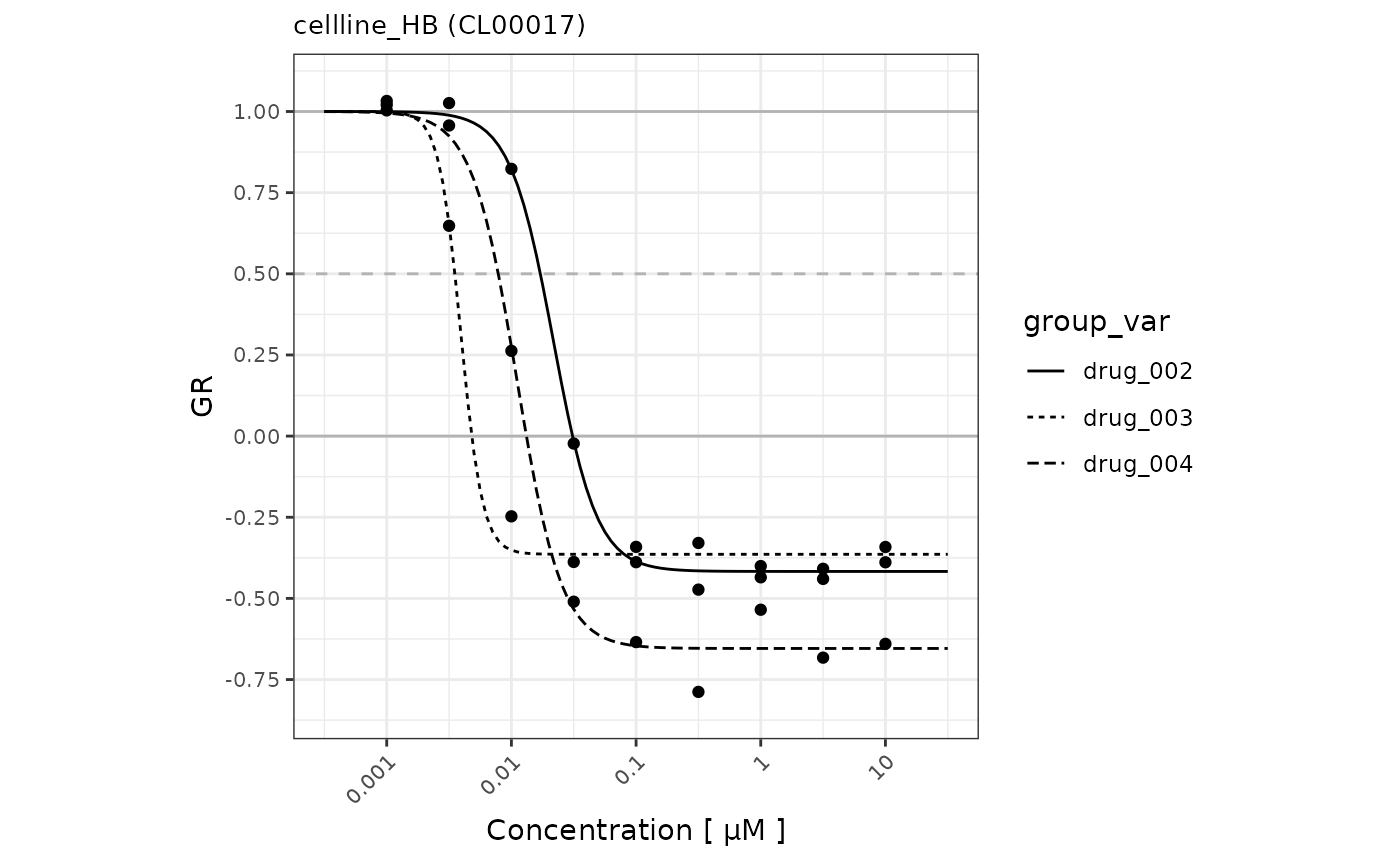 cellline_HB (CL00017)
1.00
0.75
0.50
0.25
0.00
-0.25
-0.50
-0.75
GR
0.001
0.01
0.1
1
10
Concentration [ µM ]
group_var
drug_002
drug_003
drug_004